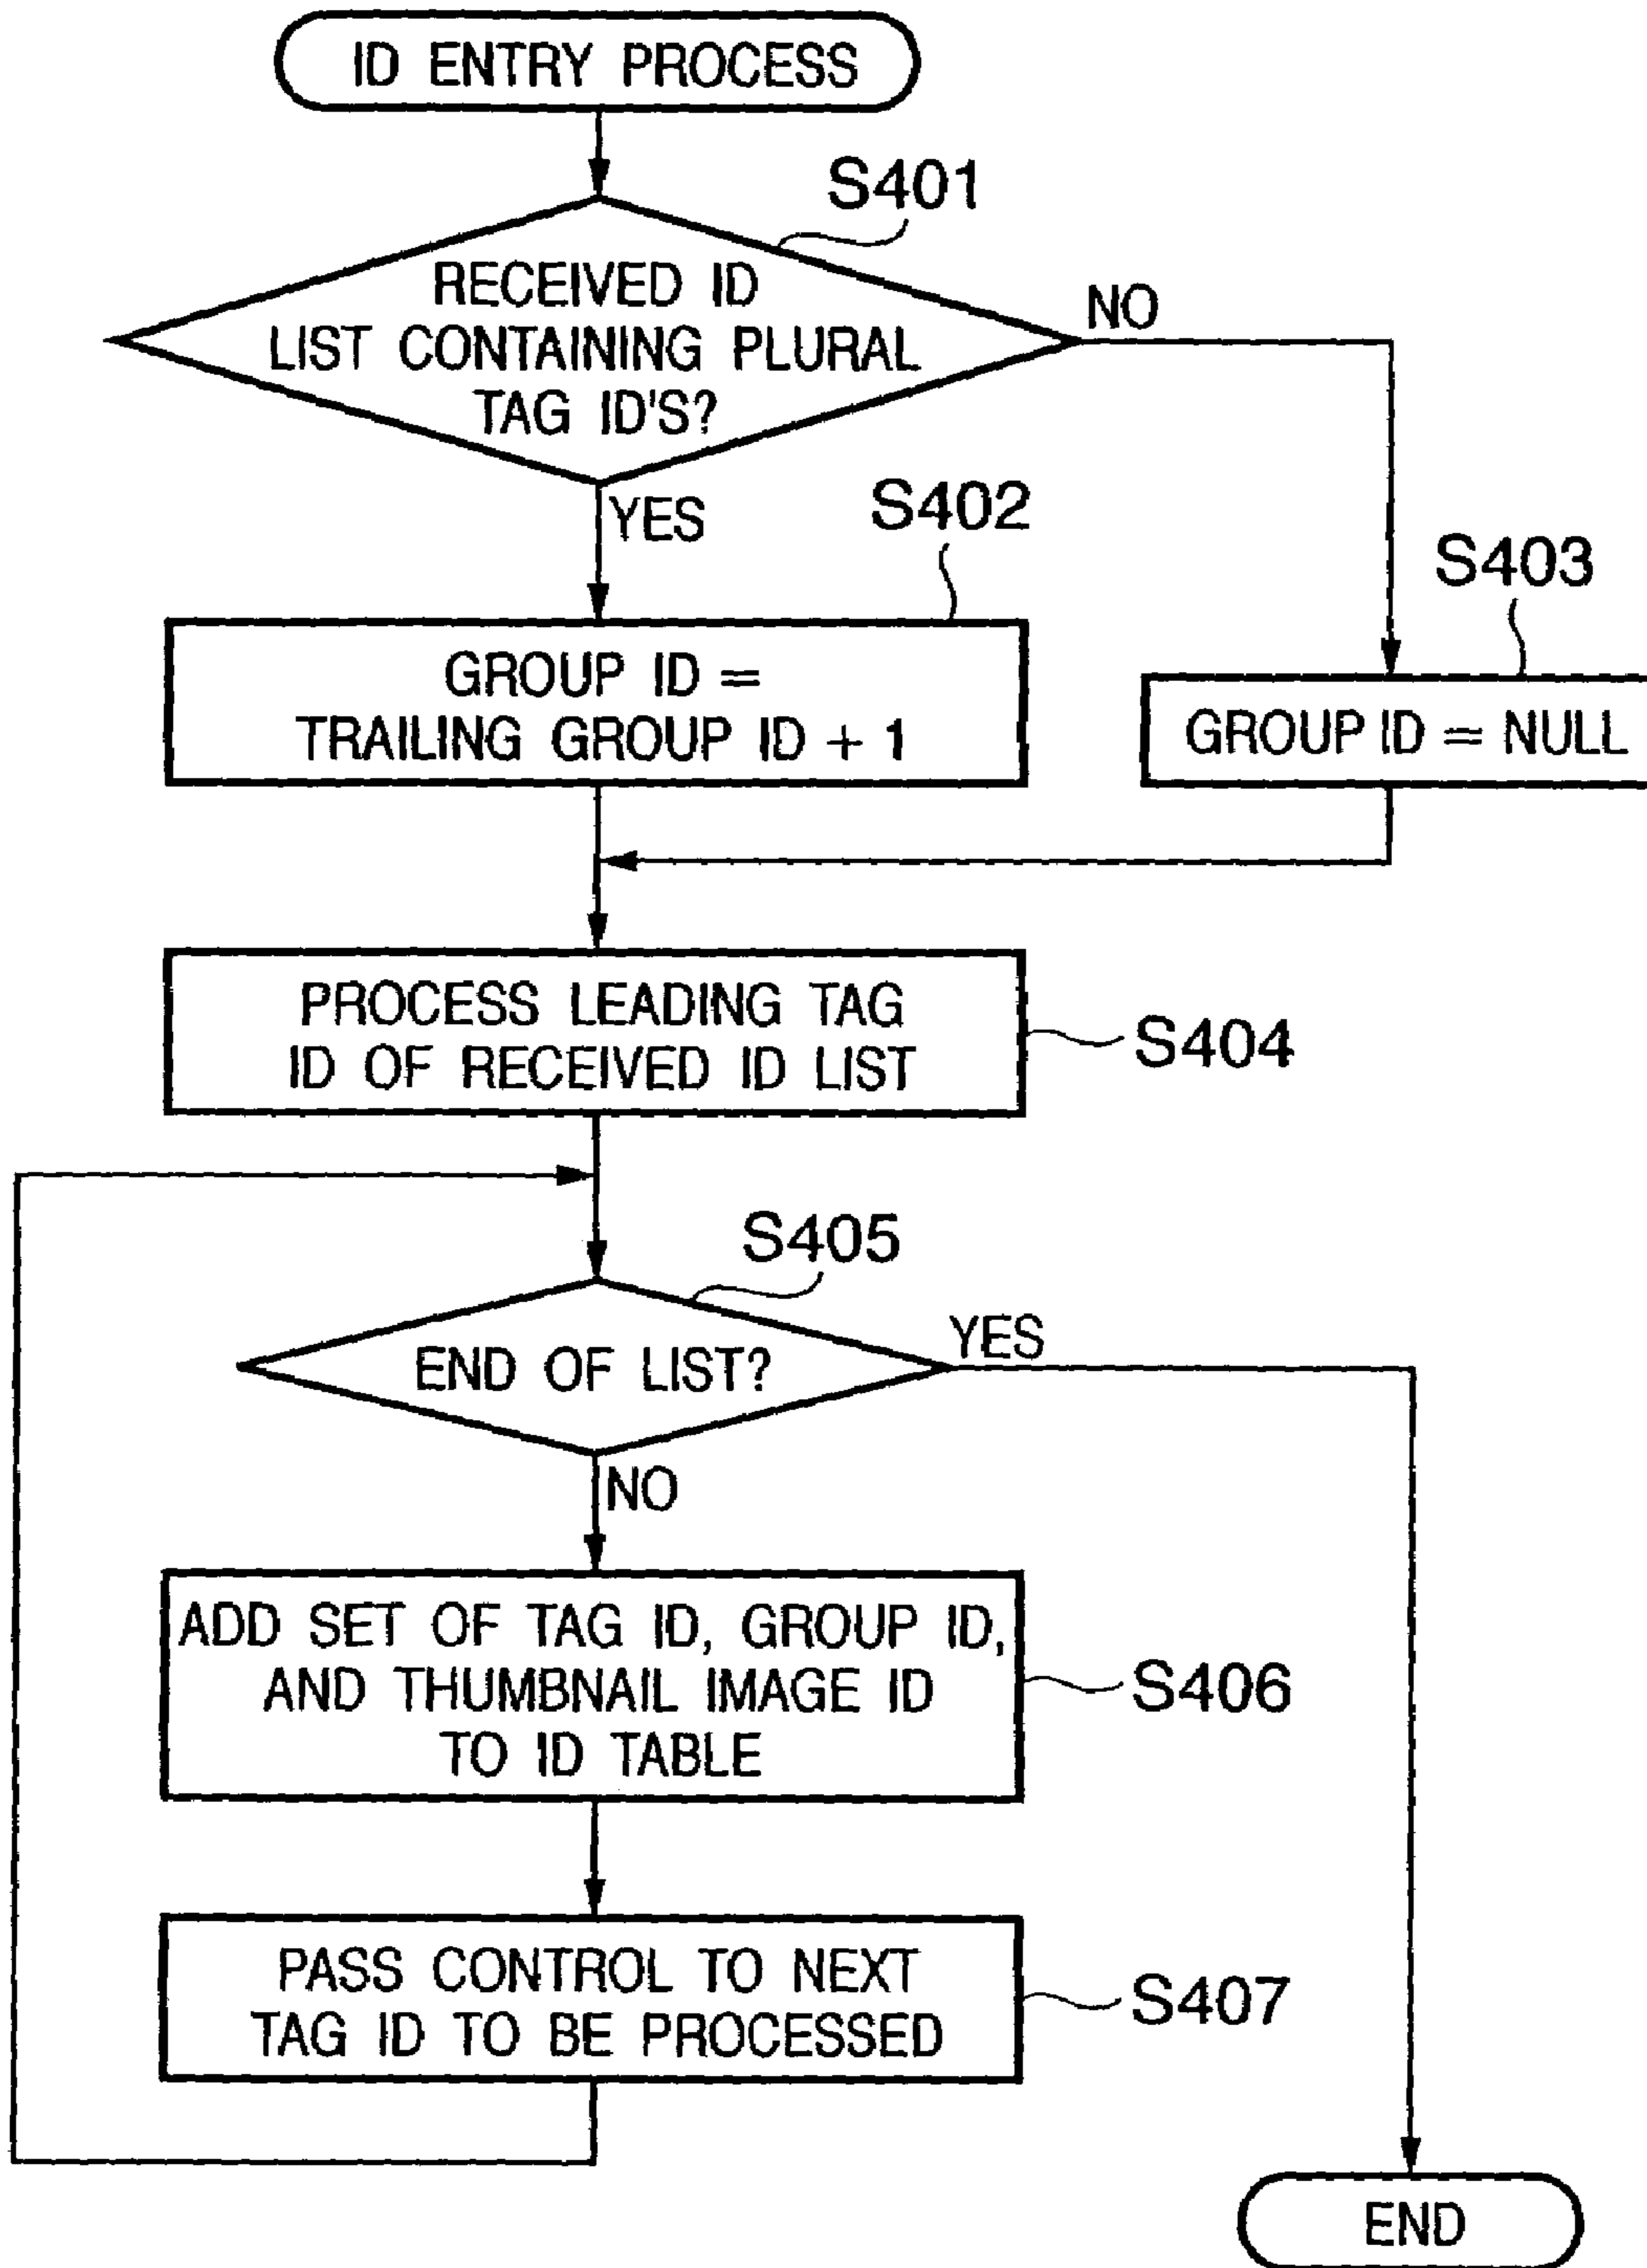 ID ENTRY PROCESS
S401
RECEIVED ID
LIST CONTAINING PLURAL
TAG ID'S?
NO
YES
S402
S403
GROUP ID =
TRAILING GROUP ID + 1
GROUP ID = NULL
PROCESS LEADING TAG
ID OF RECEIVED ID LIST
S404
S405
END OF LIST?
YES
NO
ADD SET OF TAG ID, GROUP ID,
AND THUMBNAIL IMAGE ID
TO ID TABLE
S406
PASS CONTROL TO NEXT
TAG ID TO BE PROCESSED
S407
END